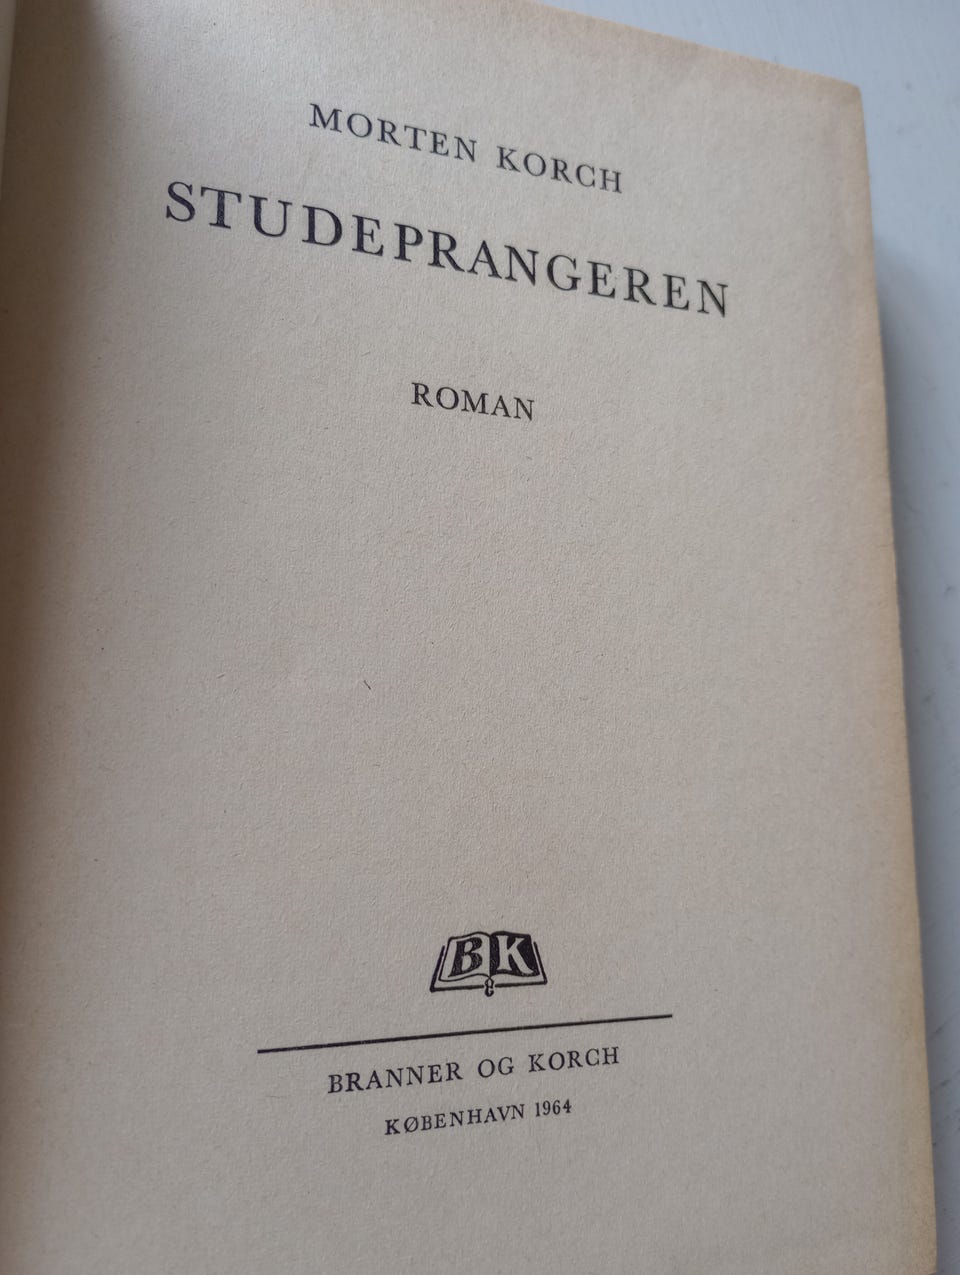 MORTEN KORCH
STUDEPRANGEREN
ROMAN
BK
BRANNER OG KORCH
KØBENHAVN 1964